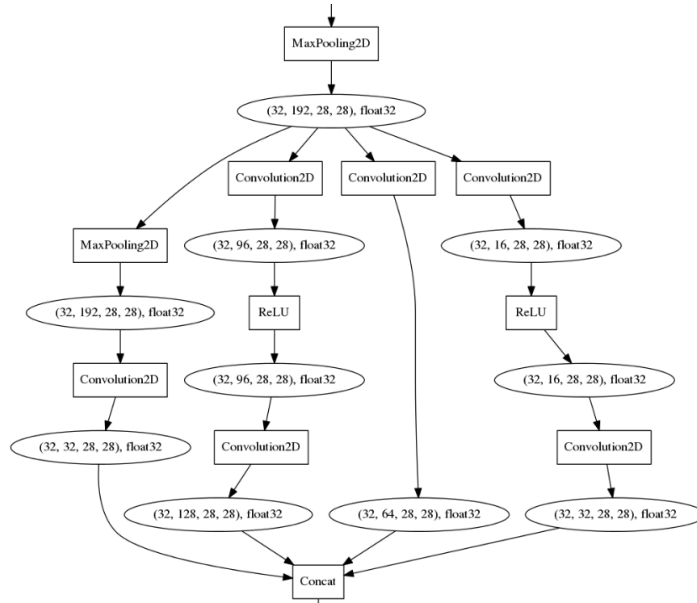 MaxPooling2D
(32, 192, 28, 28), float32
Convolution2D
Convolution2D
Convolution2D
MaxPooling2D
(32, 96, 28, 28), float32
(32, 16, 28, 28), float32
(32, 192, 28, 28), float32
ReLU
ReLU
Convolution2D
(32, 96, 28, 28), float32
(32, 16, 28, 28), float32
(32, 32, 28, 28), float32
Convolution2D
Convolution2D
(32, 128, 28, 28), float32
(32, 64, 28, 28), float32
(32, 32, 28, 28), float32
Concat